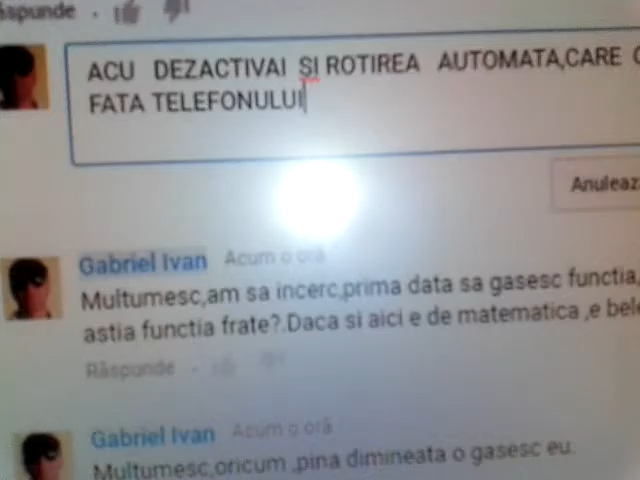 Răspunde ·
ACU DEZACTIVAI ȘI ROTIREA AUTOMATA,CARE
FATA TELEFONULUI
Anulează
Gabriel Ivan Acum o oră
Multumesc,am sa incerc,prima data sa gasesc functia,
astia functia frate?.Daca si aici e de matematica ,e
Răspunde ·
Gabriel Ivan Acum o oră
Multumesc,oricum ,pina dimineata o gasesc eu.